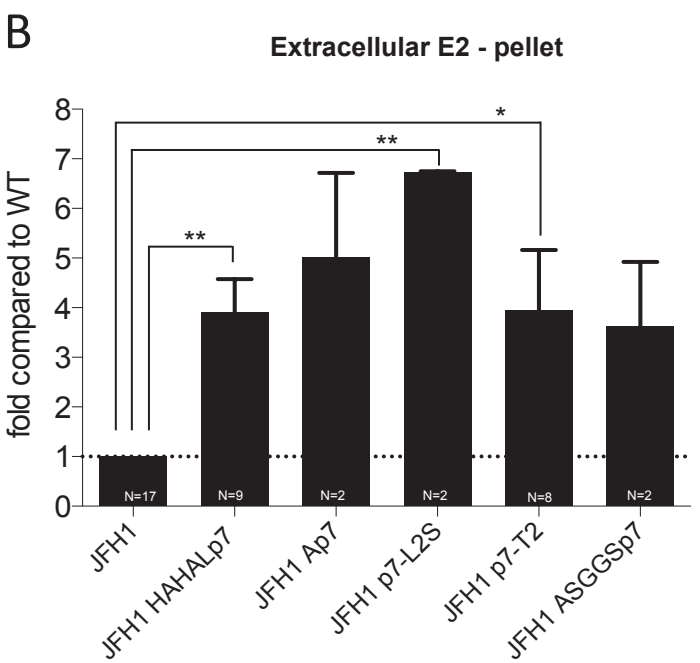 B
Extracellular E2 - pellet
fold compared to WT
8
7
6
5
4
3
2
1
0
*
**
**
N=17
N=9
N=2
N=2
N=8
N=2
JFH1
JFH1 HAHALp7
JFH1 Ap7
JFH1 p7-L2S
JFH1 p7-T2
JFH1 ASGGSp7